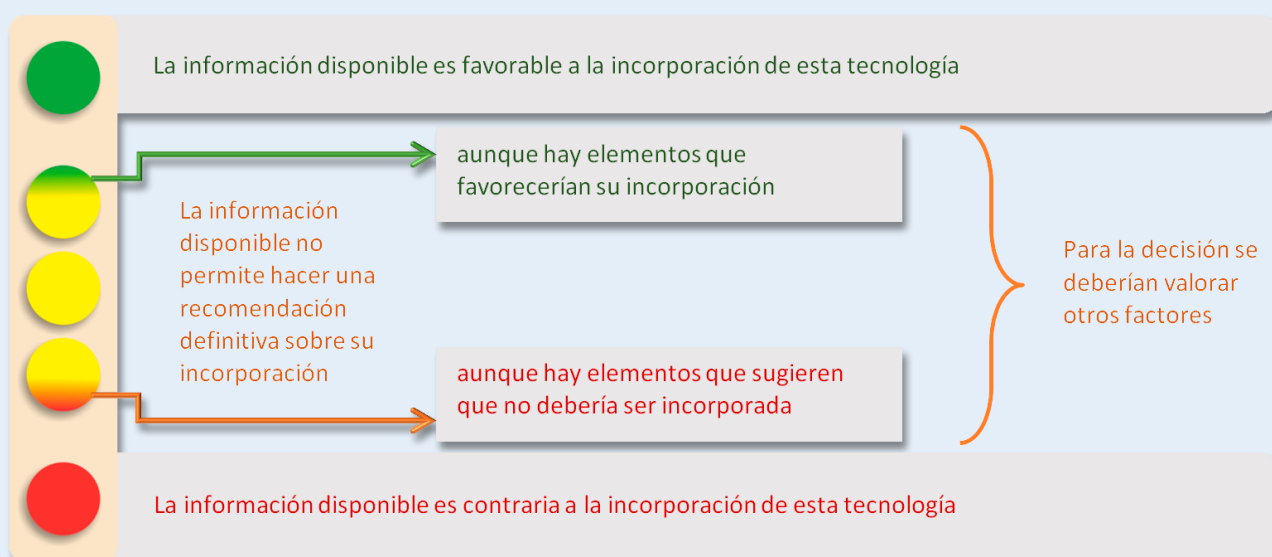 La información disponible es favorable a la incorporación de esta tecnología
aunque hay elementos que
favorecerían su incorporación
La información
disponible no
permite hacer una
recomendación
definitiva sobre su
incorporación
Para la decisión se
deberían valorar
otros factores
aunque hay elementos que sugieren
que no debería ser incorporada
La información disponible es contraria a la incorporación de esta tecnología